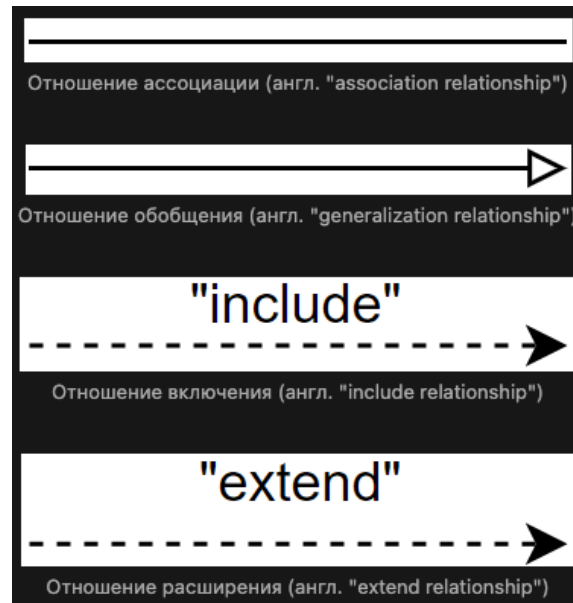 Отношение ассоциации (англ. "association relationship")
Отношение обобщения (англ. "generalization relationship")
"include"
Отношение включения (англ. "include relationship")
"extend"
Отношение расширения (англ. "extend relationship")